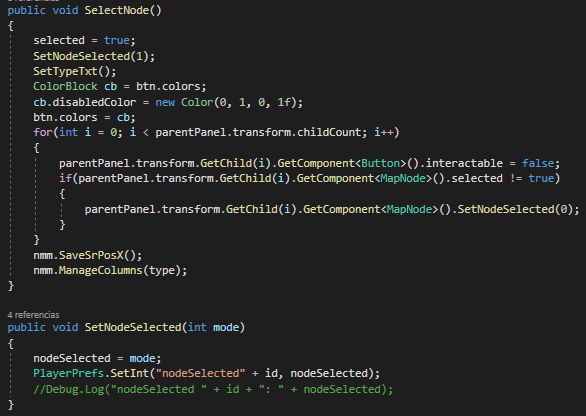 public void SelectNode()
{
selected = true;
SetNodeSelected(1);
SetTypeTxt();
ColorBlock cb = btn.colors;
cb.disabledColor = new Color(0, 1, 0, 1f);
btn.colors = cb;
for(int i = 0; i < parentPanel.transform.childCount; i++)
{
parentPanel.transform.GetChild(i).GetComponent<Button>().interactable = false;
if(parentPanel.transform.GetChild(i).GetComponent<MapNode>().selected != true)
{
parentPanel.transform.GetChild(i).GetComponent<MapNode>().SetNodeSelected(0);
}
}
nmm.SaveSrPosX();
nmm.ManageColumns(type);
}
4 referencias
public void SetNodeSelected(int mode)
{
nodeSelected = mode;
PlayerPrefs.SetInt("nodeSelected" + id, nodeSelected);
//Debug.Log("nodeSelected " + id + ": " + nodeSelected);
}